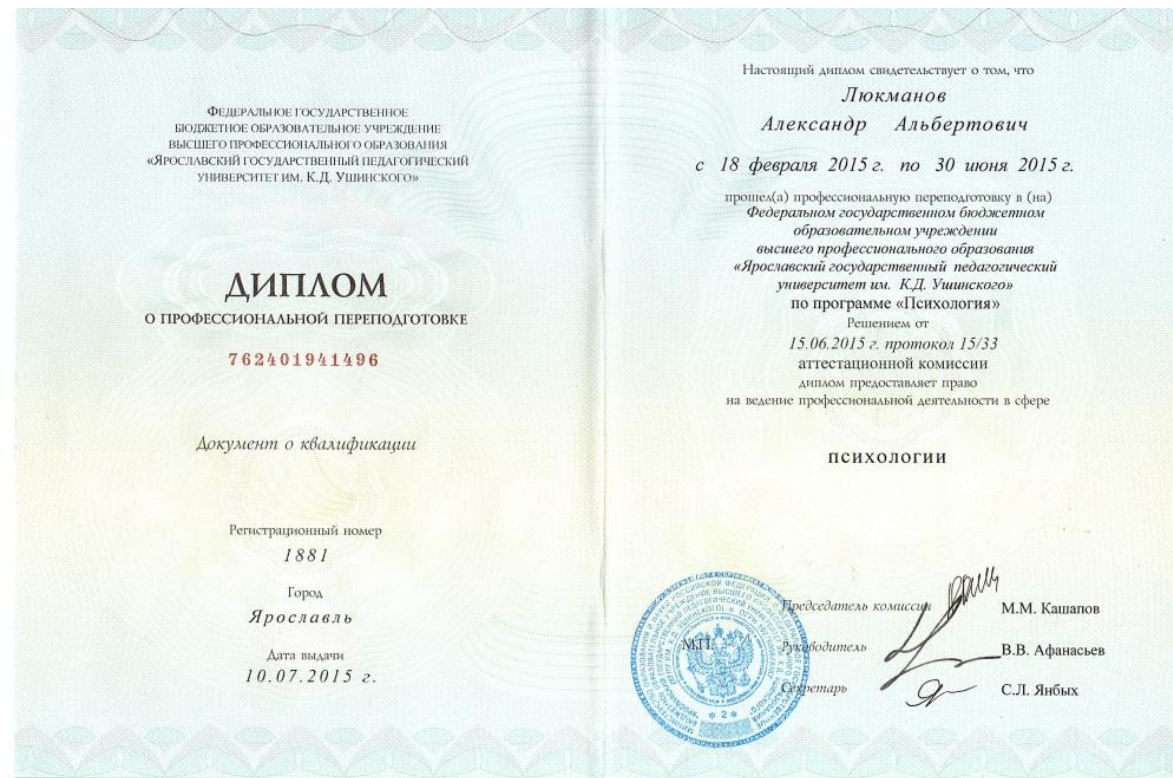 ФЕДЕРАЛЬНОЕ ГОСУДАРСТВЕННОЕ
БЮДЖЕТНОЕ ОБРАЗОВАТЕЛЬНОЕ УЧРЕЖДЕНИЕ
ВЫСШЕГО ПРОФЕССИОНАЛЬНОГО ОБРАЗОВАНИЯ
«ЯРОСЛАВСКИЙ ГОСУДАРСТВЕННЫЙ ПЕДАГОГИЧЕСКИЙ
УНИВЕРСИТЕТ ИМ. К.Д. УШИНСКОГО»
ДИПЛОМ
О ПРОФЕССИОНАЛЬНОЙ ПЕРЕПОДГОТОВКЕ
762401941496
Документ о квалификации
Регистрационный номер
1881
Город
Ярославль
Дата выдачи
10.07.2015 г.
Настоящий диплом свидетельствует о том, что
Люкманов
Александр Альбертович
с 18 февраля 2015 г. по 30 июня 2015 г.
прошел(а) профессиональную переподготовку в (на)
Федеральном государственном бюджетном
образовательном учреждении
высшего профессионального образования
«Ярославский государственный педагогический
университет им. К.Д. Ушинского»
по программе «Психология»
Решением от
15.06.2015 г. протокол 15/33
аттестационной комиссии
диплом предоставляет право
на ведение профессиональной деятельности в сфере
психологии
Председатель комиссии М.М. Кашапов
М.П. Руководитель В.В. Афанасьев
Секретарь С.Л. Янбых